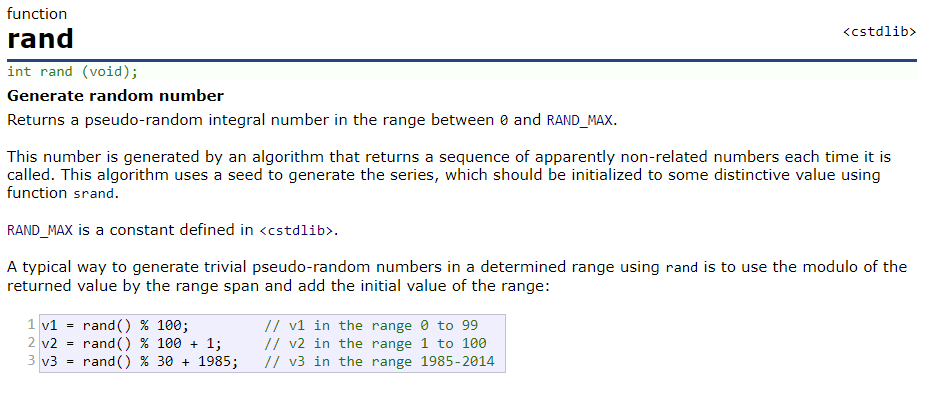 function
rand
<cstdlib>
int rand (void);
Generate random number
Returns a pseudo-random integral number in the range between 0 and RAND_MAX.
This number is generated by an algorithm that returns a sequence of apparently non-related numbers each time it is
called. This algorithm uses a seed to generate the series, which should be initialized to some distinctive value using
function srand.
RAND_MAX is a constant defined in <cstdlib>.
A typical way to generate trivial pseudo-random numbers in a determined range using rand is to use the modulo of the
returned value by the range span and add the initial value of the range:
1 v1 = rand() % 100;         // v1 in the range 0 to 99
2 v2 = rand() % 100 + 1;     // v2 in the range 1 to 100
3 v3 = rand() % 30 + 1985;   // v3 in the range 1985-2014